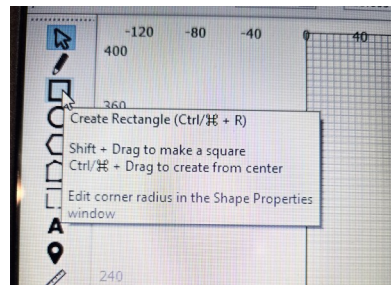 -120 -80 -40 0 40
400
360
Create Rectangle (Ctrl/⌘ + R)
Shift + Drag to make a square
Ctrl/⌘ + Drag to create from center
Edit corner radius in the Shape Properties
window
A
240